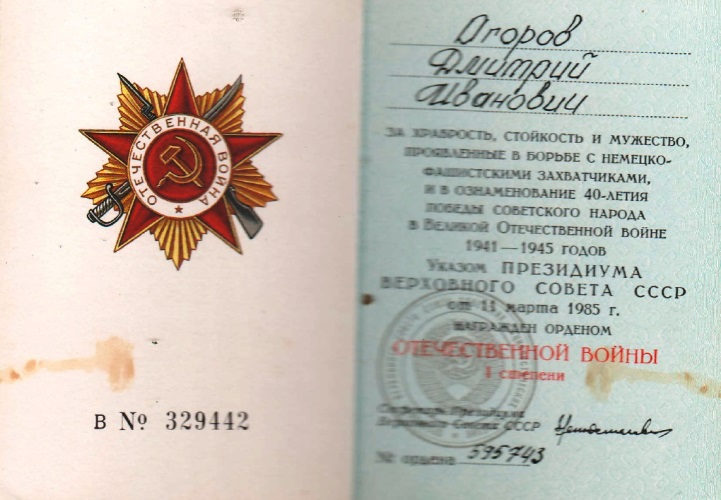 ОТЕЧЕСТВЕННАЯ ВОЙНА
В № 329442
Огоров
Дмитрий
Иванович
ЗА ХРАБРОСТЬ, СТОЙКОСТЬ И МУЖЕСТВО,
ПРОЯВЛЕННЫЕ В БОРЬБЕ С НЕМЕЦКО-
ФАШИСТСКИМИ ЗАХВАТЧИКАМИ,
И В ОЗНАМЕНОВАНИЕ 40-ЛЕТИЯ
ПОБЕДЫ СОВЕТСКОГО НАРОДА
В ВЕЛИКОЙ ОТЕЧЕСТВЕННОЙ ВОЙНЕ
1941—1945 ГОДОВ
УКАЗОМ ПРЕЗИДИУМА
ВЕРХОВНОГО СОВЕТА СССР
от 11 марта 1985 г.
НАГРАЖДЕН ОРДЕНОМ
ОТЕЧЕСТВЕННОЙ ВОЙНЫ
I степени
Секретарь Президиума
Верховного Совета СССР
№ ордена 595743